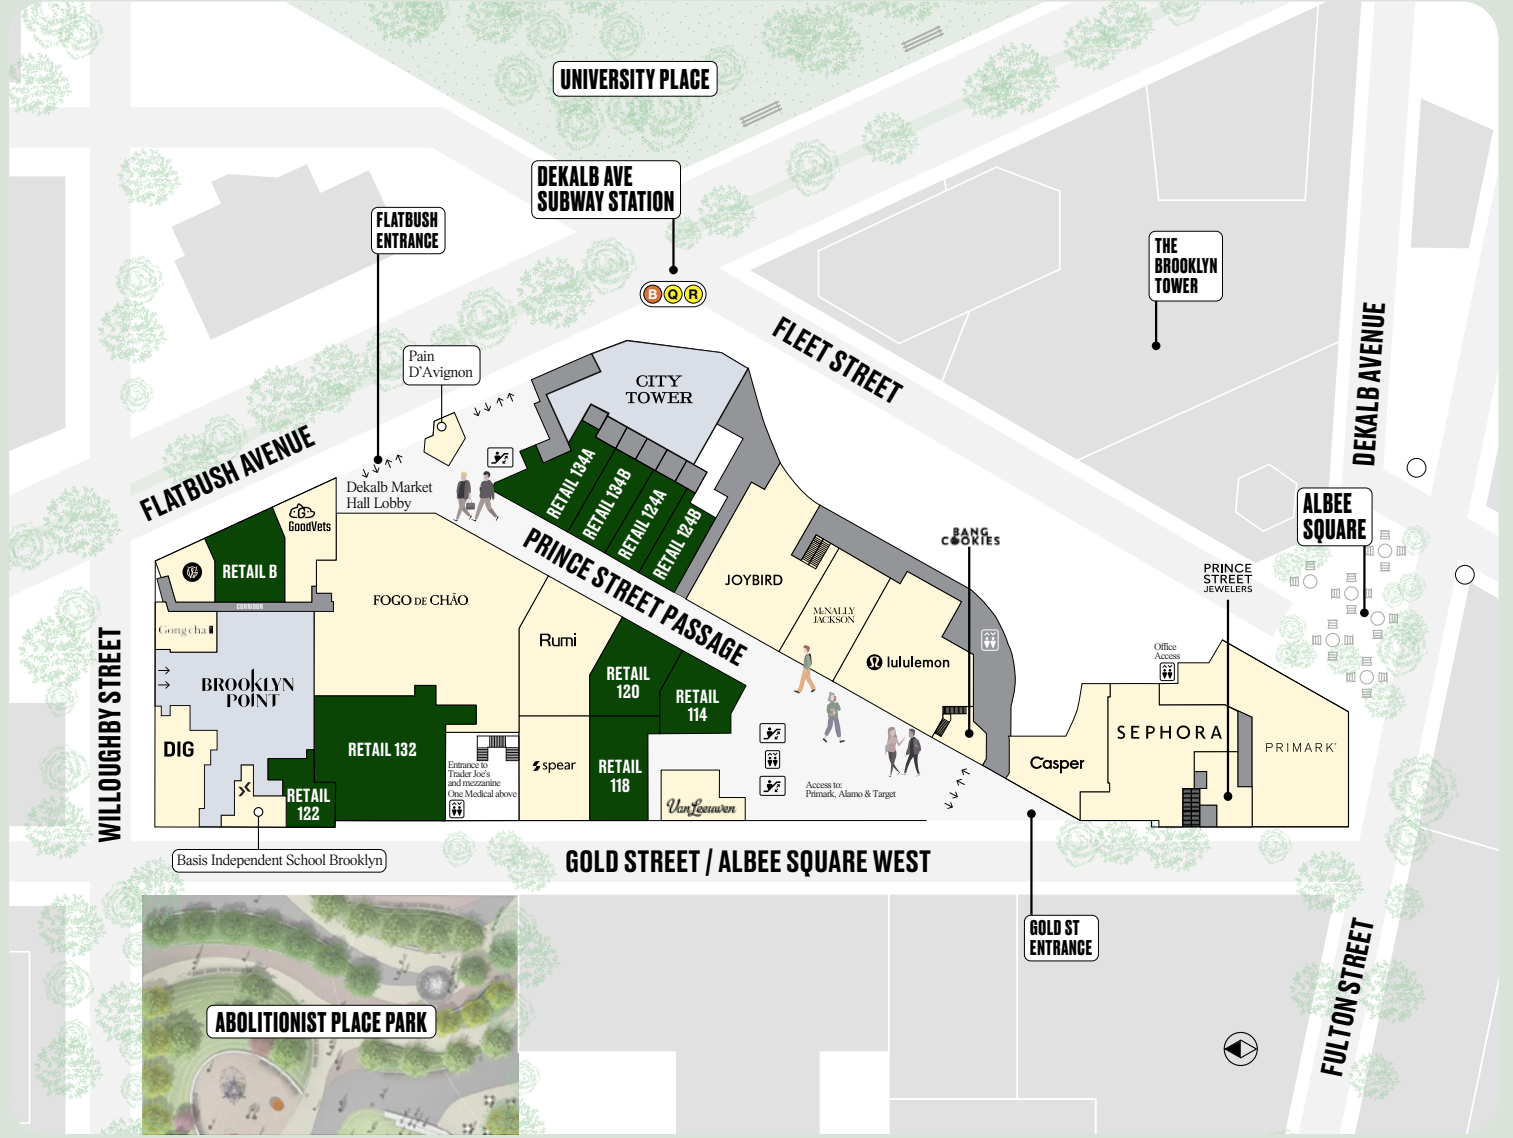 UNIVERSITY PLACE
DEKALB AVE
SUBWAY STATION
B Q R
FLATBUSH
ENTRANCE
THE
BROOKLYN
TOWER
FLEET STREET
DEKALB AVENUE
Pain
D'Avignon
CITY
TOWER
FLATBUSH AVENUE
Dekalb Market
Hall Lobby
RETAIL 134A
RETAIL 134B
RETAIL 124A
RETAIL 124B
PRINCE STREET PASSAGE
GoodVets
RETAIL B
CORRIDOR
Gong cha
FOGO DE CHÃO
Rumi
JOYBIRD
McNALLY
JACKSON
lululemon
BANG
COOKIES
PRINCE
STREET
JEWELERS
ALBEE
SQUARE
Office
Access
WILLOUGHBY STREET
BROOKLYN
POINT
DIG
RETAIL 132
RETAIL
120
RETAIL
114
RETAIL
118
RETAIL
122
Entrance to
Trader Joe's
and mezzanine
One Medical above
spear
Van Leeuwen
Access to:
Primark, Alamo & Target
Casper
SEPHORA
PRIMARK
Basis Independent School Brooklyn
GOLD STREET / ALBEE SQUARE WEST
GOLD ST
ENTRANCE
FULTON STREET
ABOLITIONIST PLACE PARK